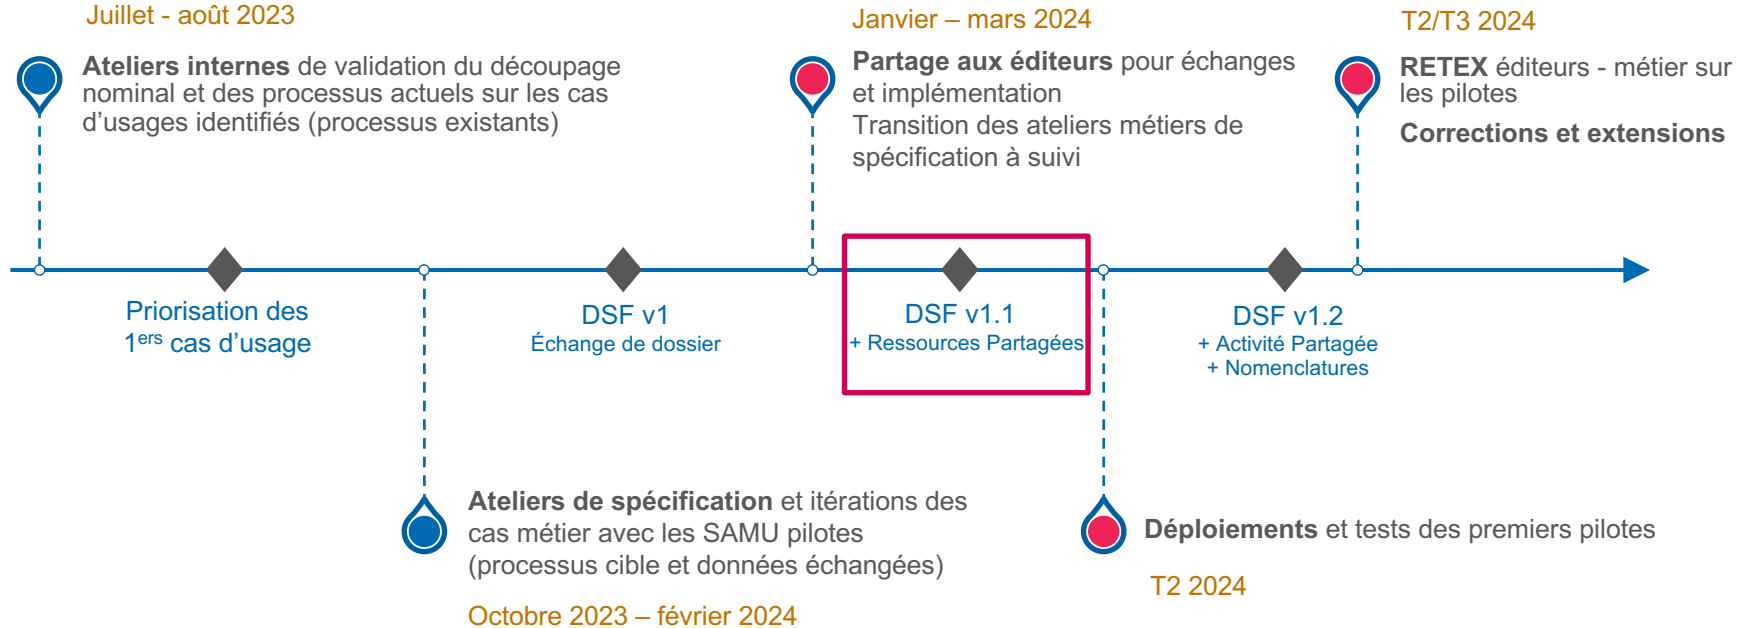 Juillet - août 2023
Ateliers internes de validation du découpage
nominal et des processus actuels sur les cas
d’usages identifiés (processus existants)
Janvier – mars 2024
Partage aux éditeurs pour échanges
et implémentation
Transition des ateliers métiers de
spécification à suivi
T2/T3 2024
RETEX éditeurs - métier sur
les pilotes
Corrections et extensions
Priorisation des
1ers cas d’usage
DSF v1
Échange de dossier
DSF v1.1
+ Ressources Partagées
DSF v1.2
+ Activité Partagée
+ Nomenclatures
Ateliers de spécification et itérations des
cas métier avec les SAMU pilotes
(processus cible et données échangées)
Octobre 2023 – février 2024
Déploiements et tests des premiers pilotes
T2 2024